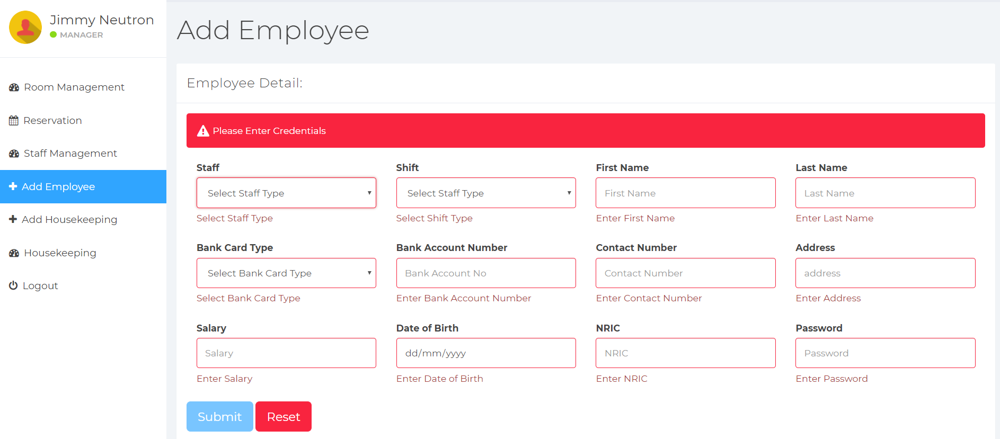 Jimmy Neutron
MANAGER
Room Management
Reservation
Staff Management
Add Employee
Add Housekeeping
Housekeeping
Logout
Add Employee
Employee Detail:
Please Enter Credentials
Staff Shift First Name Last Name
Select Staff Type Select Staff Type First Name Last Name
Select Staff Type Select Shift Type Enter First Name Enter Last Name
Bank Card Type Bank Account Number Contact Number Address
Select Bank Card Type Bank Account No Contact Number address
Select Bank Card Type Enter Bank Account Number Enter Contact Number Enter Address
Salary Date of Birth NRIC Password
Salary dd/mm/yyyy NRIC Password
Enter Salary Enter Date of Birth Enter NRIC Enter Password
Submit Reset